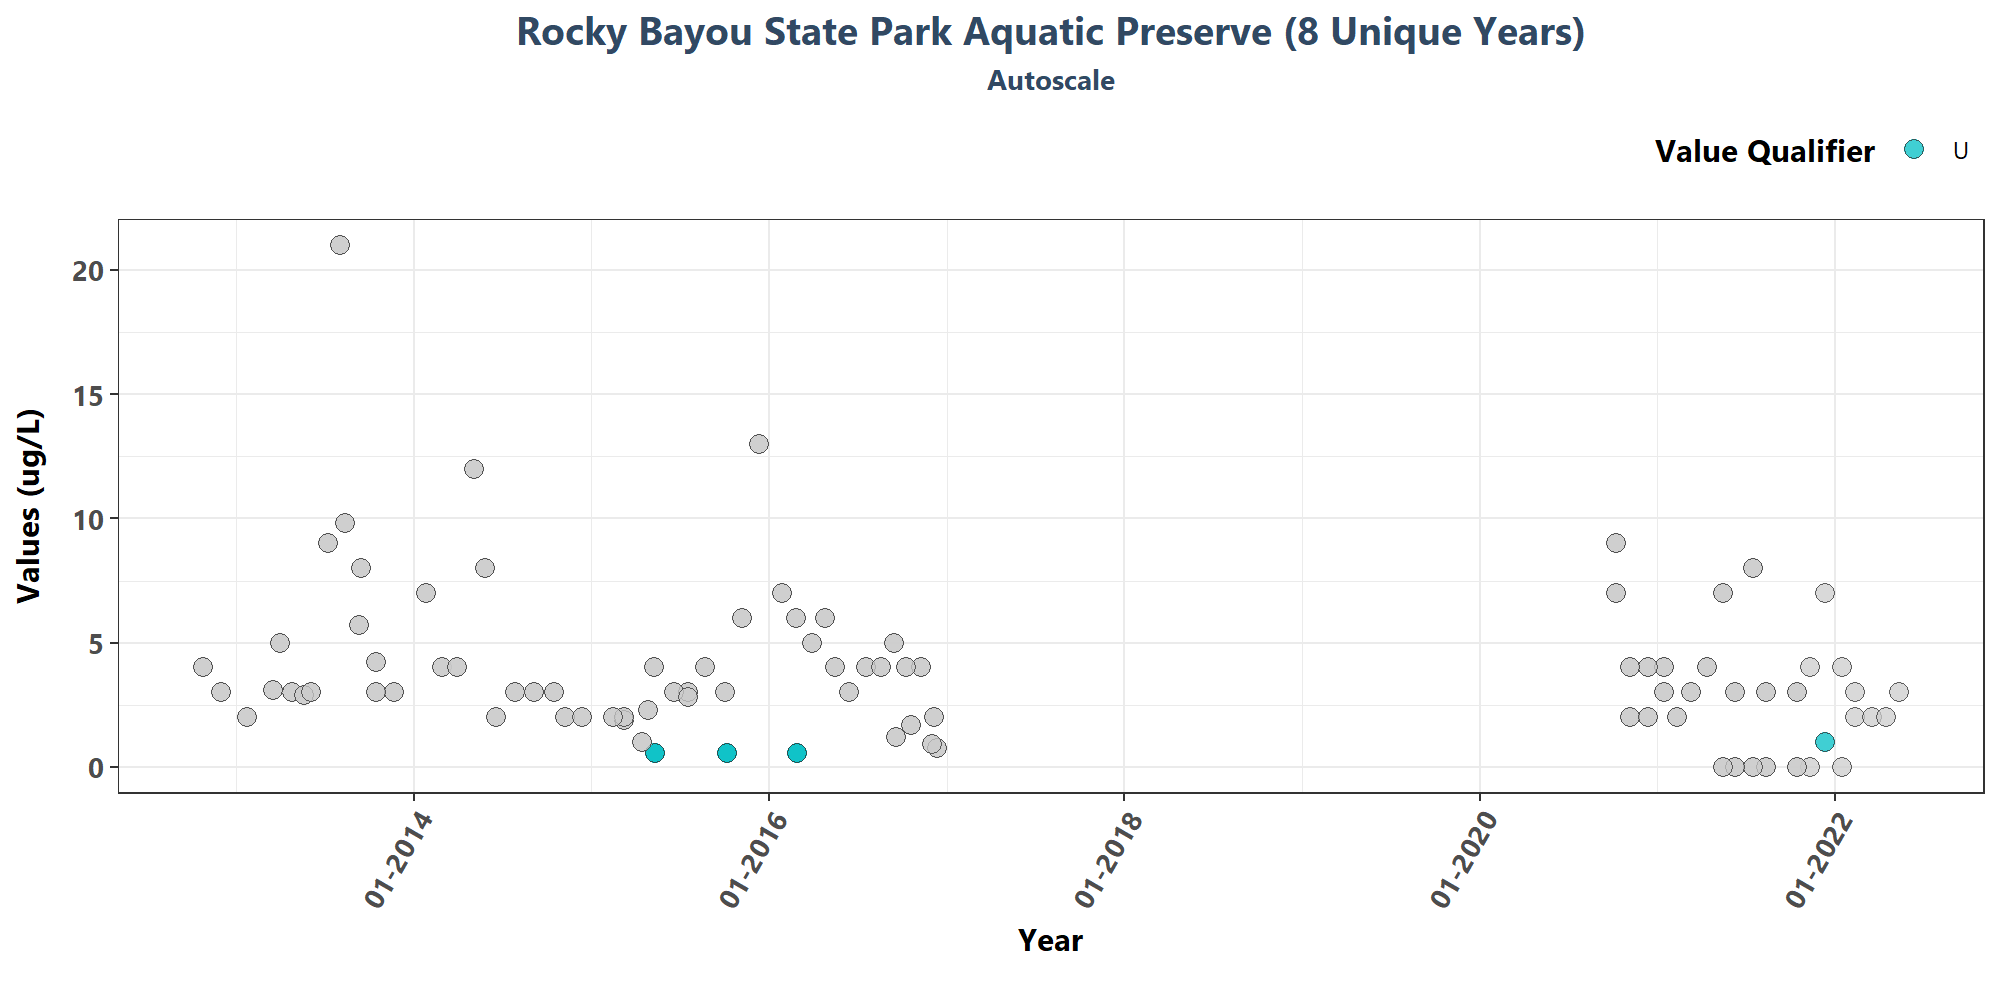 Rocky Bayou State Park Aquatic Preserve (8 Unique Years)
Autoscale
Value Qualifier U
20
15
10
5
0
Values (ug/L)
01-2014
01-2016
01-2018
01-2020
01-2022
Year